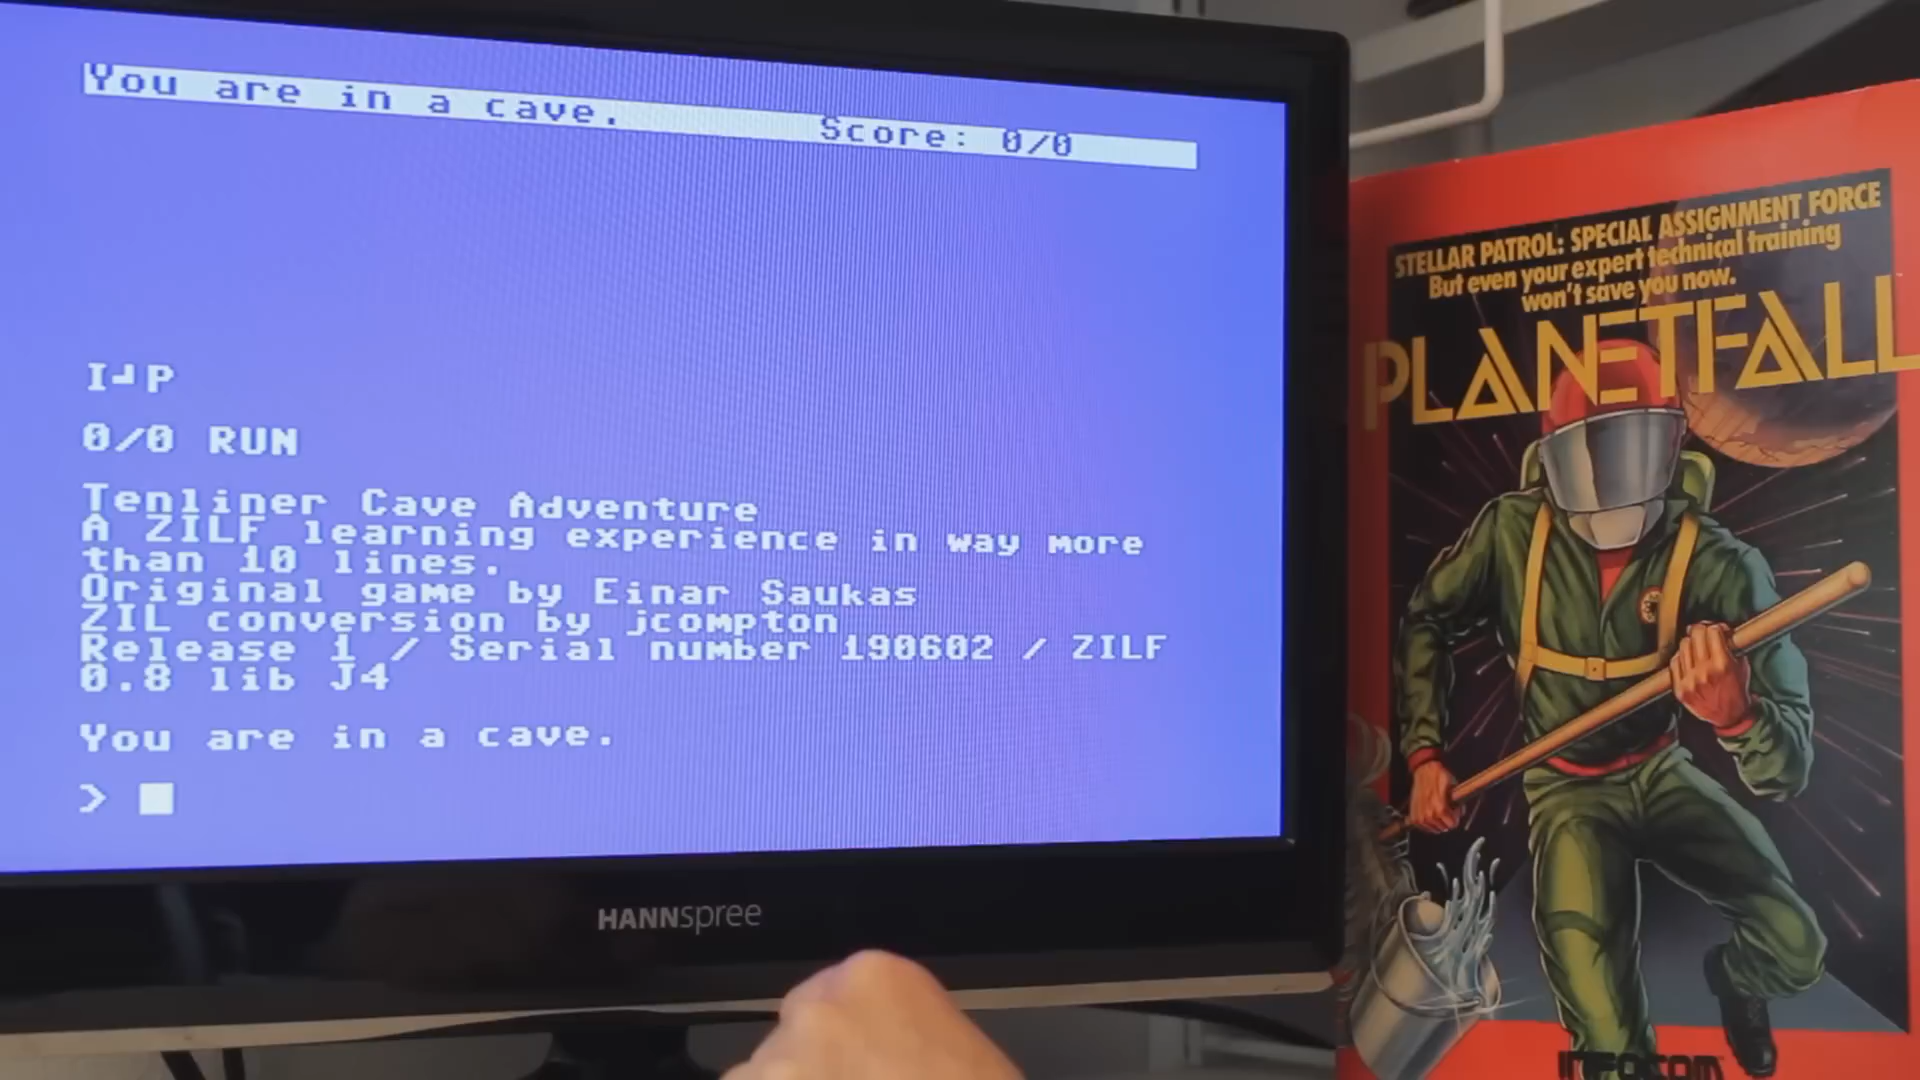 You are in a cave. Score: 0/0
I┘P
0/0 RUN
Tenliner Cave Adventure
A ZILF learning experience in way more
than 10 lines.
Original game by Einar Saukas
ZIL conversion by jcompton
Release 1 / Serial number 190602 / ZILF
0.8 lib J4
You are in a cave.
>
HANNspree
STELLAR PATROL: SPECIAL ASSIGNMENT FORCE
But even your expert technical training
won't save you now.
PLANETFALL
INFOCOM